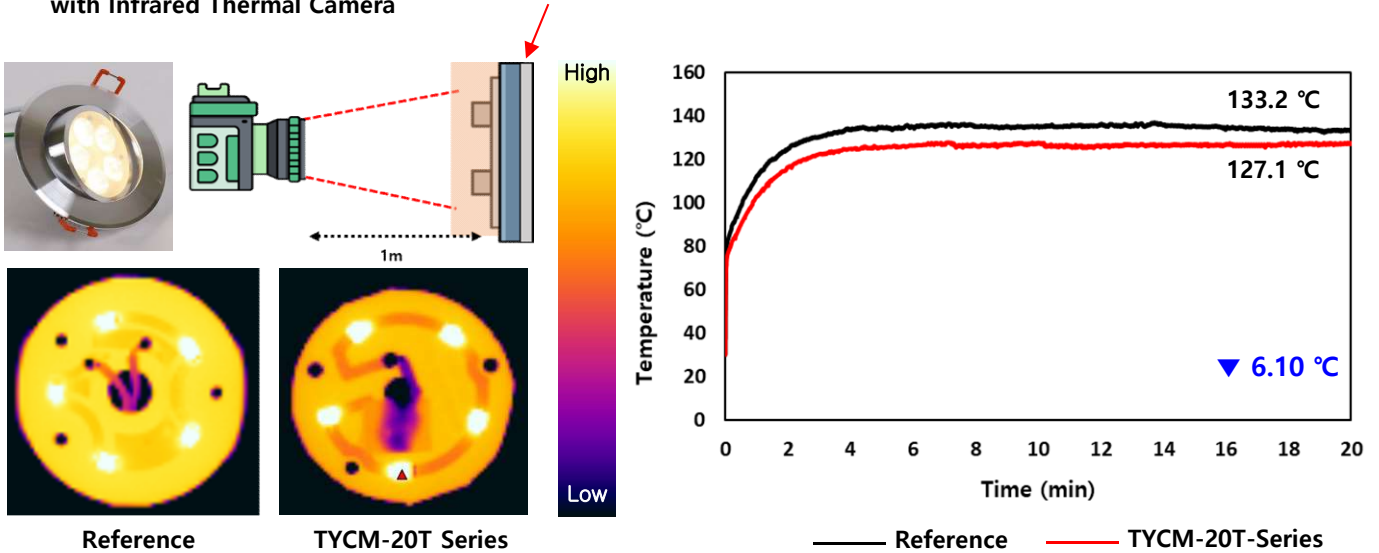 with Infrared Thermal Camera
High
1m
Low
Reference
TYCM-20T Series
160
140
120
100
80
60
40
20
0
Temperature (℃)
133.2 ℃
127.1 ℃
▼ 6.10 ℃
0 2 4 6 8 10 12 14 16 18 20
Time (min)
Reference
TYCM-20T-Series